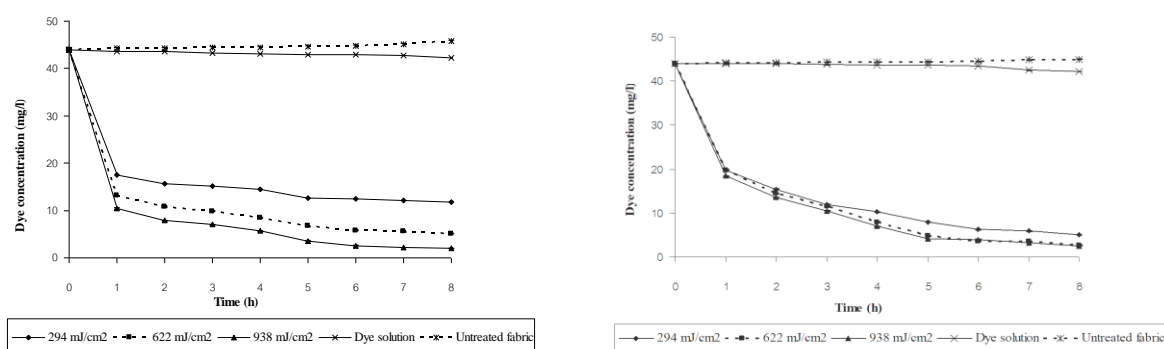 50
40
30
20
10
0
Dye concentration (mg/l)
0 1 2 3 4 5 6 7 8
Time (h)
294 mJ/cm2 622 mJ/cm2 938 mJ/cm2 Dye solution Untreated fabric
50
40
30
20
10
0
Dye concentration (mg/l)
0 1 2 3 4 5 6 7 8
Time (h)
294 mJ/cm2 622 mJ/cm2 938 mJ/cm2 Dye solution Untreated fabric